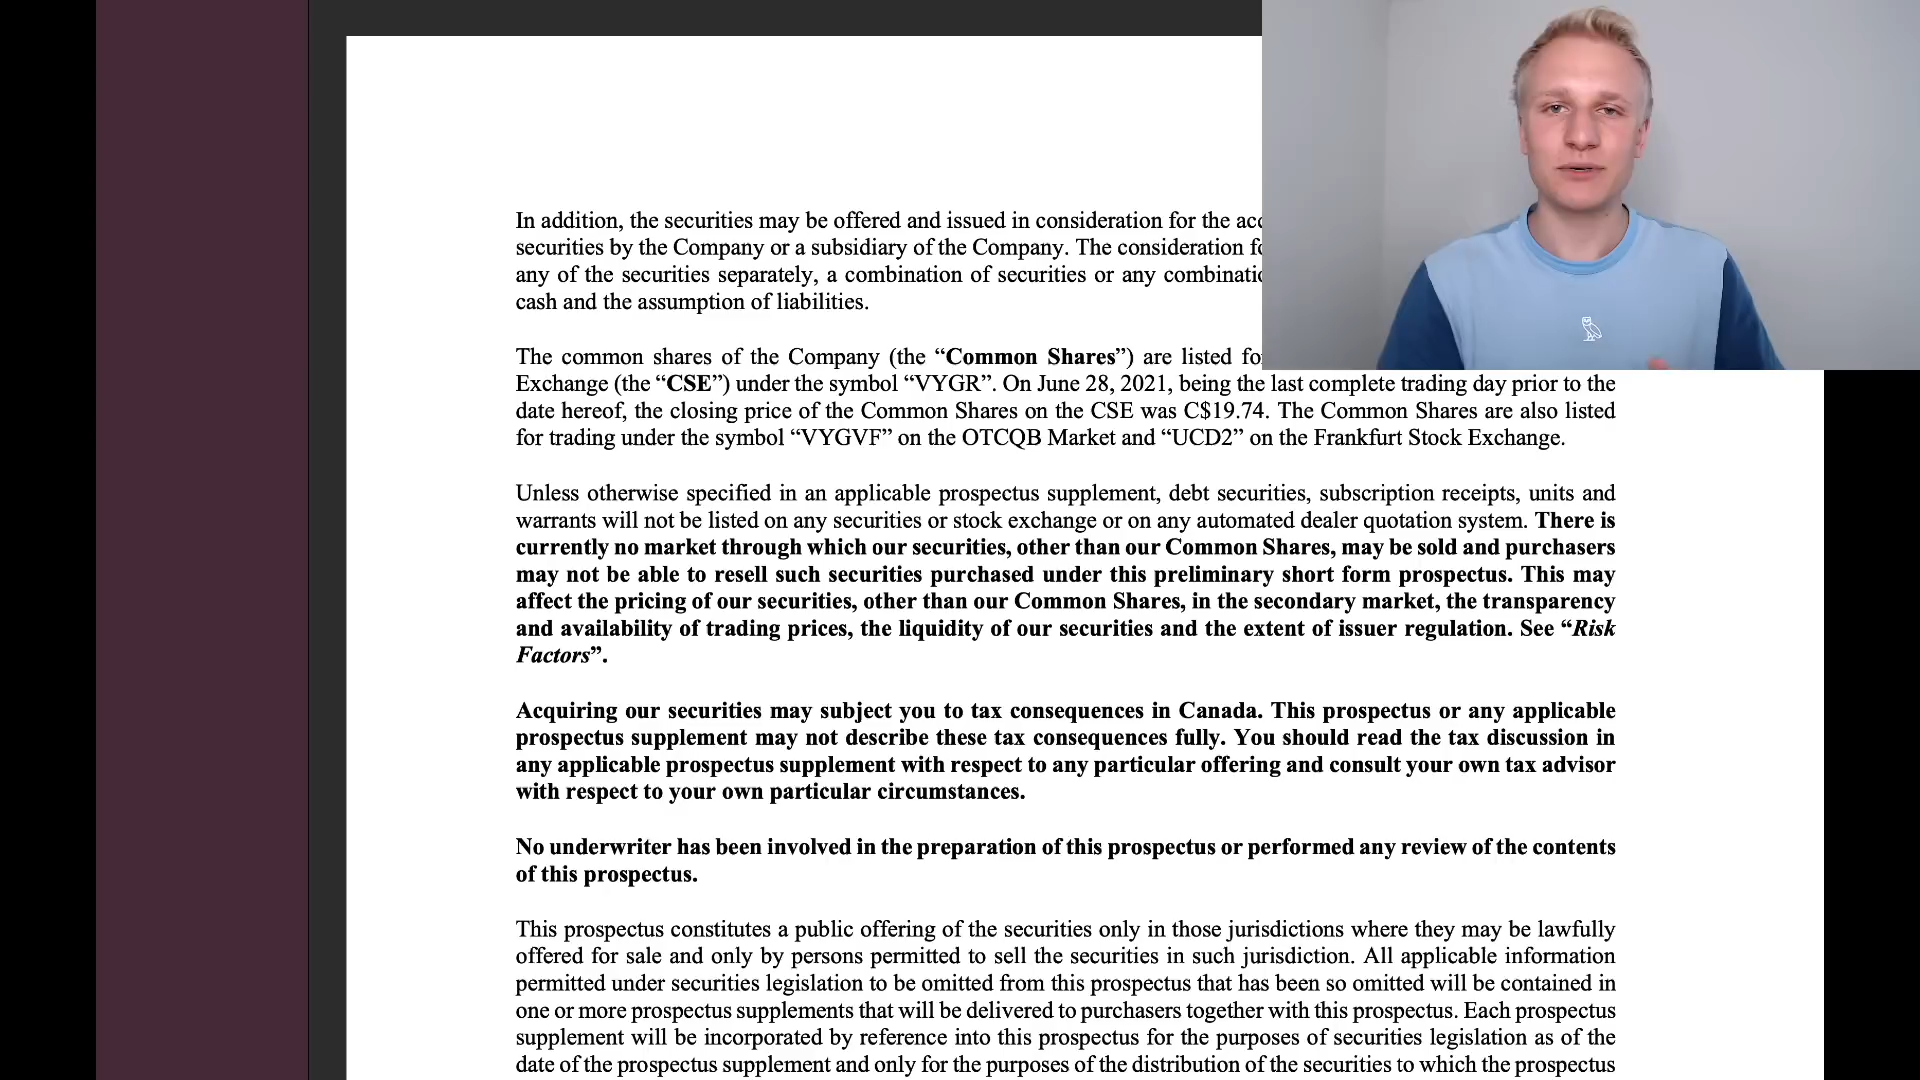 In addition, the securities may be offered and issued in consideration for the
securities by the Company or a subsidiary of the Company. The consideration
any of the securities separately, a combination of securities or any
cash and the assumption of liabilities.
The common shares of the Company (the “Common Shares”) are listed
Exchange (the “CSE”) under the symbol “VYGR”. On June 28, 2021, being the last complete trading day prior to the
date hereof, the closing price of the Common Shares on the CSE was C$19.74. The Common Shares are also listed
for trading under the symbol “VYGVF” on the OTCQB Market and “UCD2” on the Frankfurt Stock Exchange.
Unless otherwise specified in an applicable prospectus supplement, debt securities, subscription receipts, units and
warrants will not be listed on any securities or stock exchange or on any automated dealer quotation system. There is
currently no market through which our securities, other than our Common Shares, may be sold and purchasers
may not be able to resell such securities purchased under this preliminary short form prospectus. This may
affect the pricing of our securities, other than our Common Shares, in the secondary market, the transparency
and availability of trading prices, the liquidity of our securities and the extent of issuer regulation. See “Risk
Factors”.
Acquiring our securities may subject you to tax consequences in Canada. This prospectus or any applicable
prospectus supplement may not describe these tax consequences fully. You should read the tax discussion in
any applicable prospectus supplement with respect to any particular offering and consult your own tax advisor
with respect to your own particular circumstances.
No underwriter has been involved in the preparation of this prospectus or performed any review of the contents
of this prospectus.
This prospectus constitutes a public offering of the securities only in those jurisdictions where they may be lawfully
offered for sale and only by persons permitted to sell the securities in such jurisdiction. All applicable information
permitted under securities legislation to be omitted from this prospectus that has been so omitted will be contained in
one or more prospectus supplements that will be delivered to purchasers together with this prospectus. Each prospectus
supplement will be incorporated by reference into this prospectus for the purposes of securities legislation as of the
date of the prospectus supplement and only for the purposes of the distribution of the securities to which the prospectus